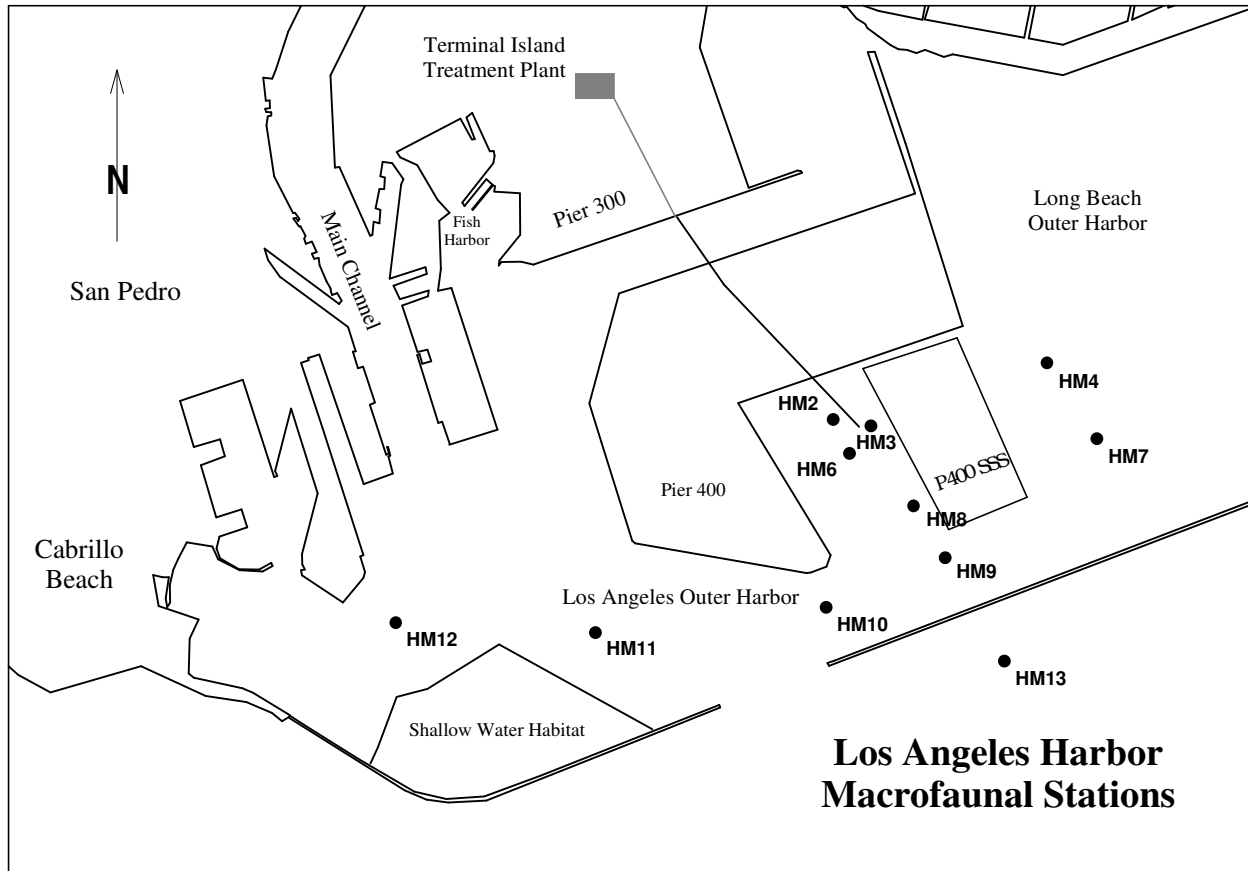 Terminal Island
Treatment Plant
N
Pier 300
Long Beach
Outer Harbor
Fish
Harbor
Main Channel
San Pedro
HM4
HM2
HM3
HM7
HM6
P400 SSS
Pier 400
HM8
Cabrillo
Beach
HM9
Los Angeles Outer Harbor
HM10
HM12
HM11
HM13
Shallow Water Habitat
Los Angeles Harbor
Macrofaunal Stations